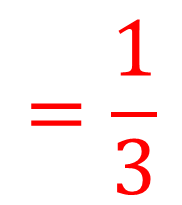 = 1/3